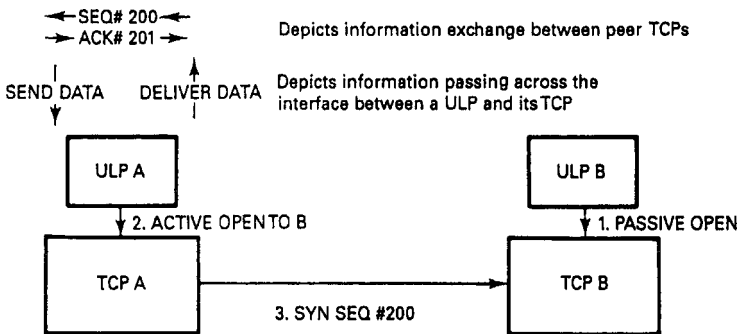 SEQ# 200
ACK# 201
Depicts information exchange between peer TCPs
SEND DATA DELIVER DATA
Depicts information passing across the
interface between a ULP and its TCP
ULP A
ULP B
2. ACTIVE OPEN TO B
1. PASSIVE OPEN
TCP A
TCP B
3. SYN SEQ #200